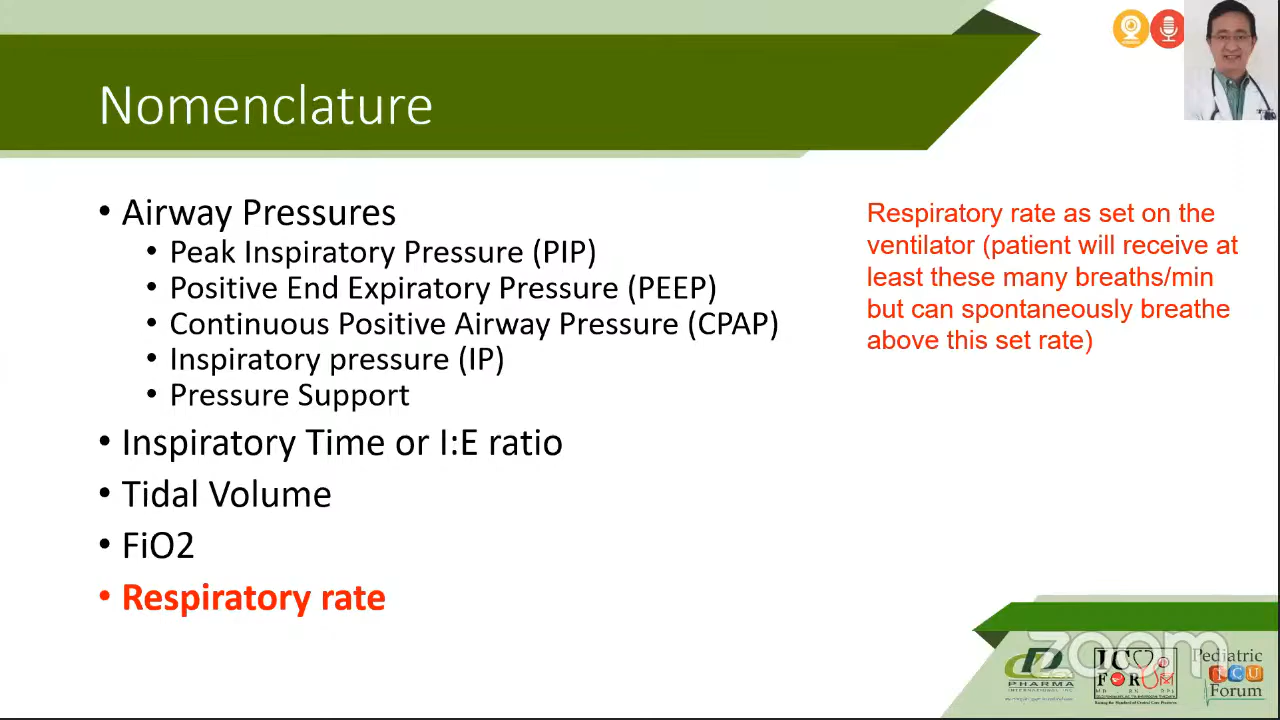 Nomenclature
• Airway Pressures
• Peak Inspiratory Pressure (PIP)
• Positive End Expiratory Pressure (PEEP)
• Continuous Positive Airway Pressure (CPAP)
• Inspiratory pressure (IP)
• Pressure Support
• Inspiratory Time or I:E ratio
• Tidal Volume
• FiO2
• Respiratory rate
Respiratory rate as set on the
ventilator (patient will receive at
least these many breaths/min
but can spontaneously breathe
above this set rate)
zoom
PHARMA
FORUM
Pediatric
ICU
Forum